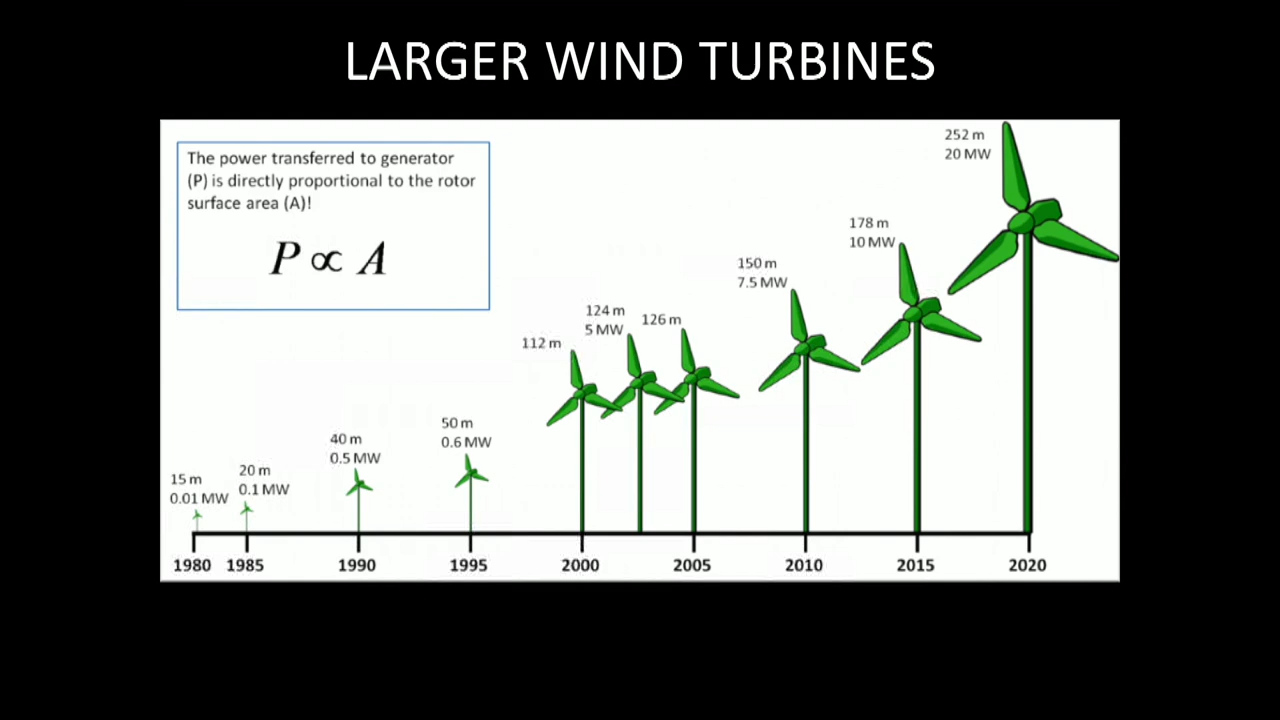 LARGER WIND TURBINES
The power transferred to generator
(P) is directly proportional to the rotor
surface area (A)!
P ∝ A
15 m
0.01 MW
20 m
0.1 MW
40 m
0.5 MW
50 m
0.6 MW
112 m
124 m
5 MW
126 m
150 m
7.5 MW
178 m
10 MW
252 m
20 MW
1980 1985 1990 1995 2000 2005 2010 2015 2020